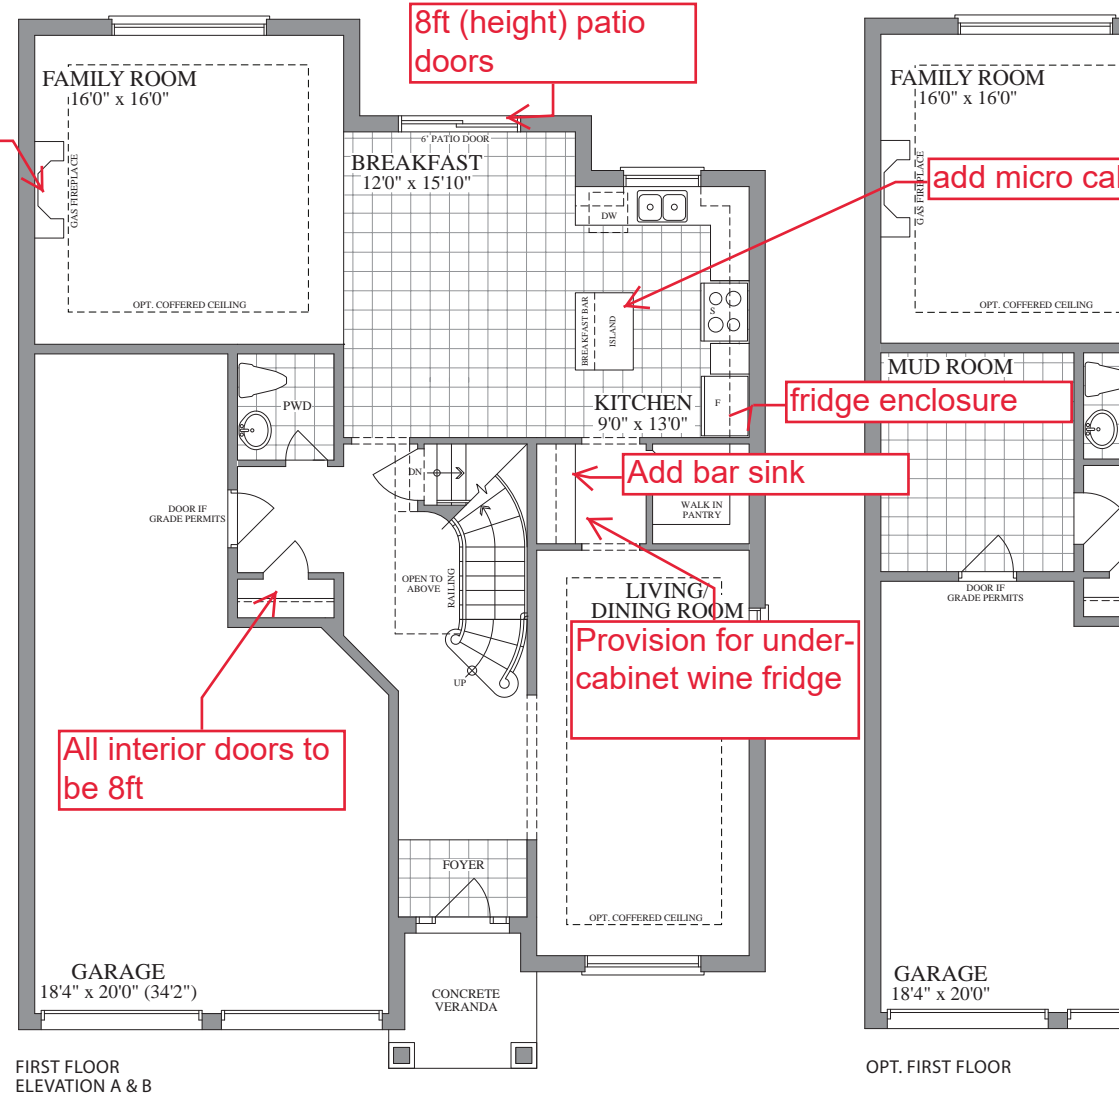 8ft (height) patio
doors
FAMILY ROOM
16'0" x 16'0"
GAS FIREPLACE
OPT. COFFERED CEILING
6' PATIO DOOR
BREAKFAST
12'0" x 15'10"
DW
BREAKFAST BAR
ISLAND
S
F
KITCHEN
9'0" x 13'0"
fridge enclosure
Add bar sink
WALK IN
PANTRY
PWD
DN
DOOR IF
GRADE PERMITS
OPEN TO
ABOVE
RAILING
UP
LIVING/
DINING ROOM
Provision for under-
cabinet wine fridge
OPT. COFFERED CEILING
All interior doors to
be 8ft
FOYER
GARAGE
18'4" x 20'0" (34'2")
CONCRETE
VERANDA
FIRST FLOOR
ELEVATION A & B
FAMILY ROOM
16'0" x 16'0"
GAS FIREPLACE
add micro
OPT. COFFERED CEILING
MUD ROOM
DOOR IF
GRADE PERMITS
GARAGE
18'4" x 20'0"
OPT. FIRST FLOOR